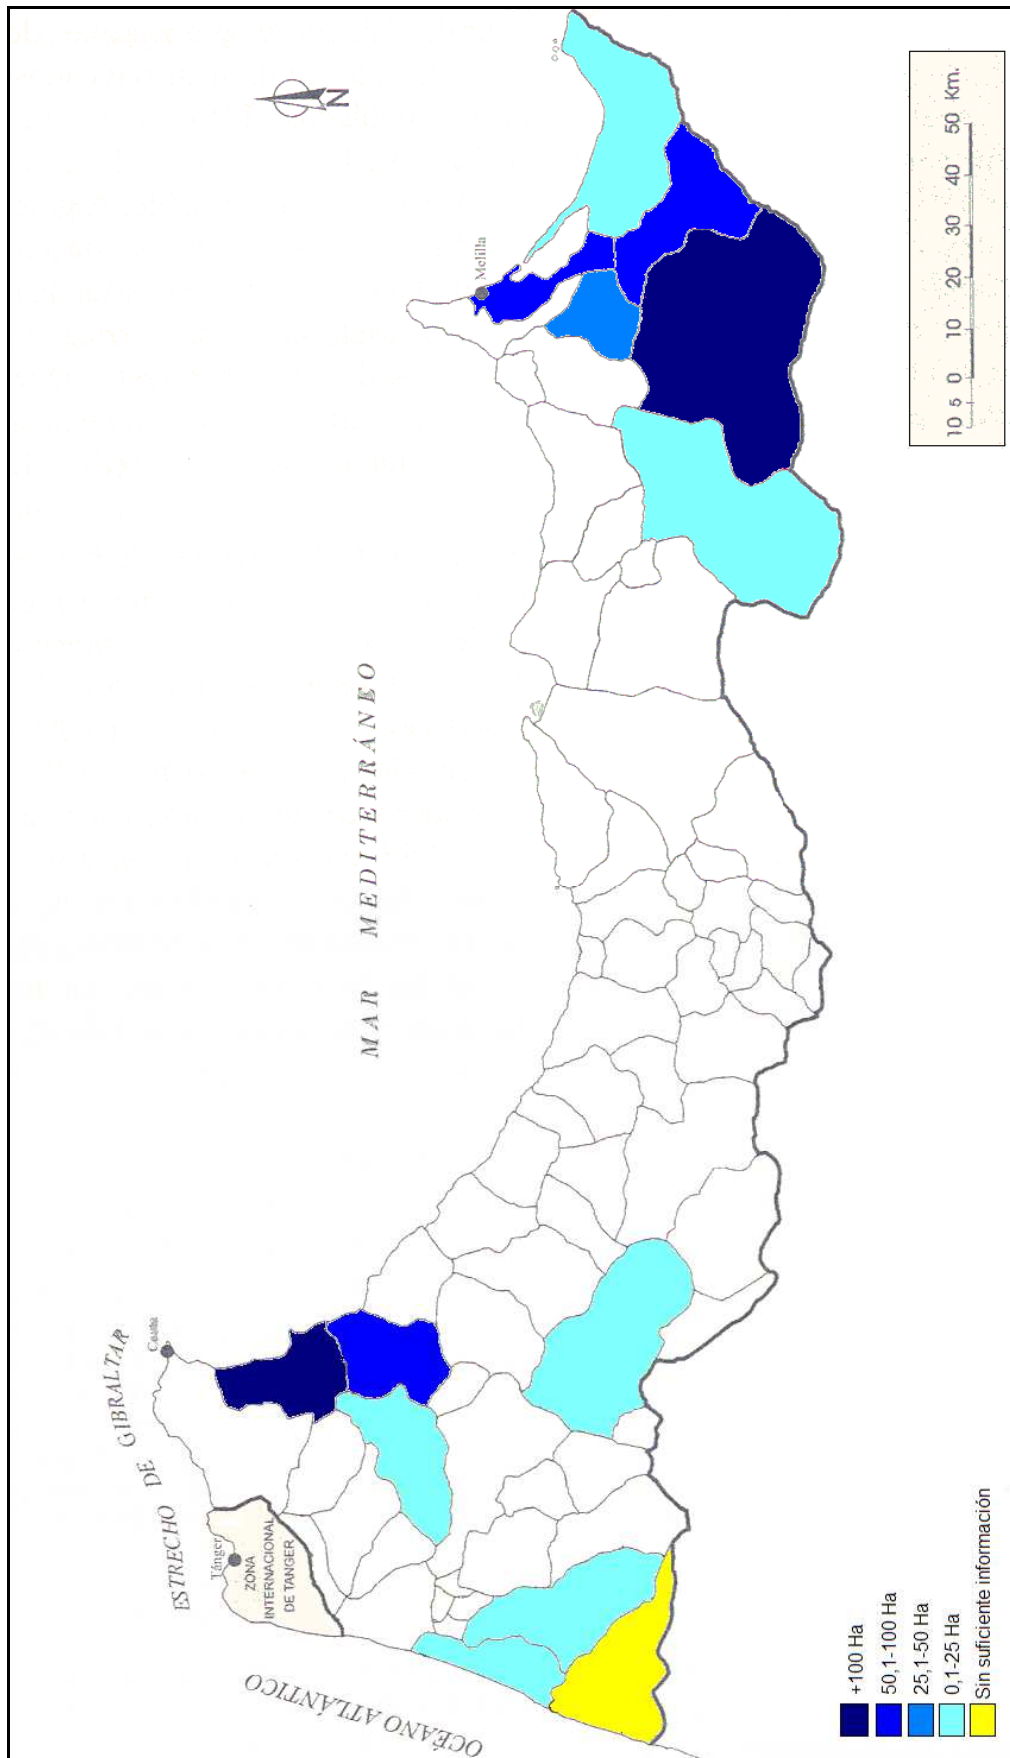 ESTRECHO DE GIBRALTAR
Ceuta
Tánger
ZONA
INTERNACIONAL
DE TANGER
OCÉANO ATLÁNTICO
MAR MEDITERRÁNEO
Melilla
N
10 5 0 10 20 30 40 50 Km.
+100 Ha
50,1-100 Ha
25,1-50 Ha
0,1-25 Ha
Sin suficiente información